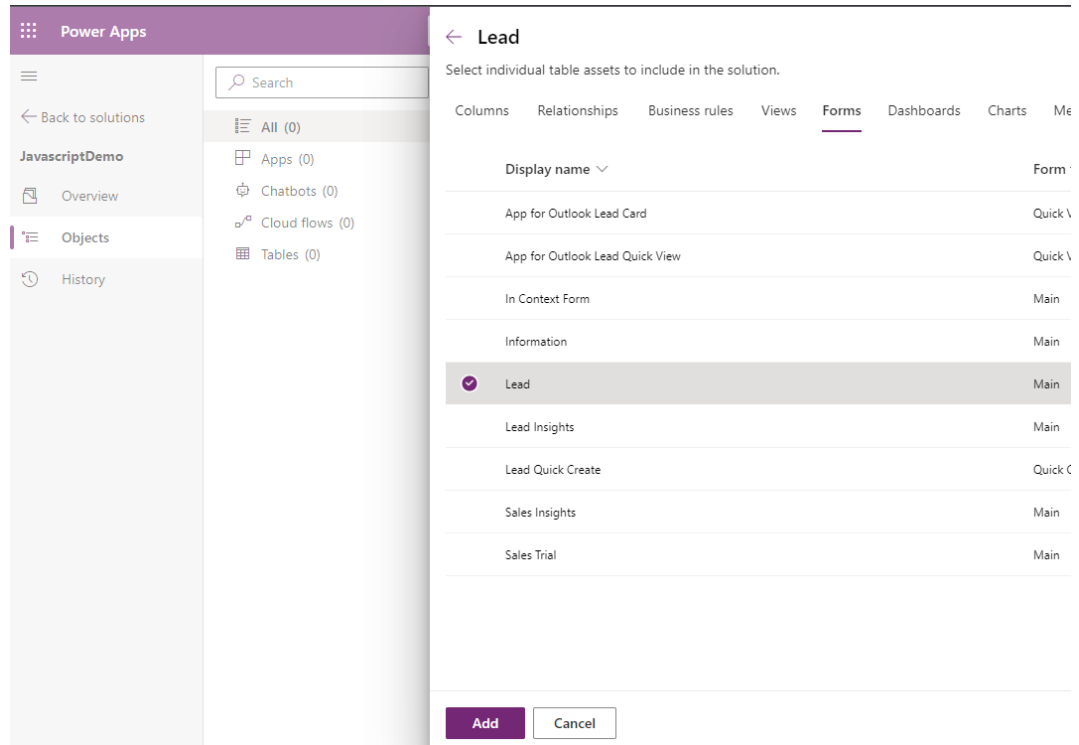 Power Apps
Back to solutions
JavascriptDemo
Overview
Objects
History
Search
All (0)
Apps (0)
Chatbots (0)
Cloud flows (0)
Tables (0)
Lead
Select individual table assets to include in the solution.
Columns Relationships Business rules Views Forms Dashboards Charts Me
Display name Form
App for Outlook Lead Card Quick V
App for Outlook Lead Quick View Quick V
In Context Form Main
Information Main
Lead Main
Lead Insights Main
Lead Quick Create Quick C
Sales Insights Main
Sales Trial Main
Add Cancel